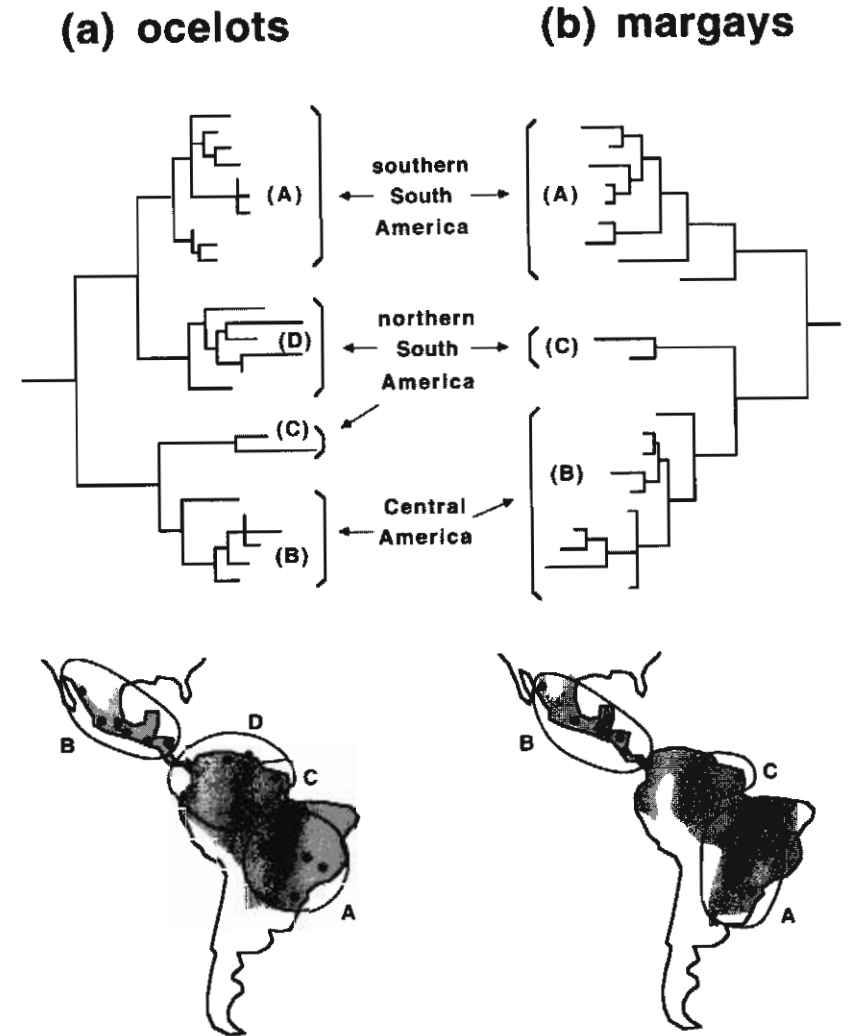 (a) ocelots
(b) margays
southern
(A) South (A)
America
northern
(D) South (C)
America
(C)
(B)
Central
America
(B)
D
B
C
A
B
C
A